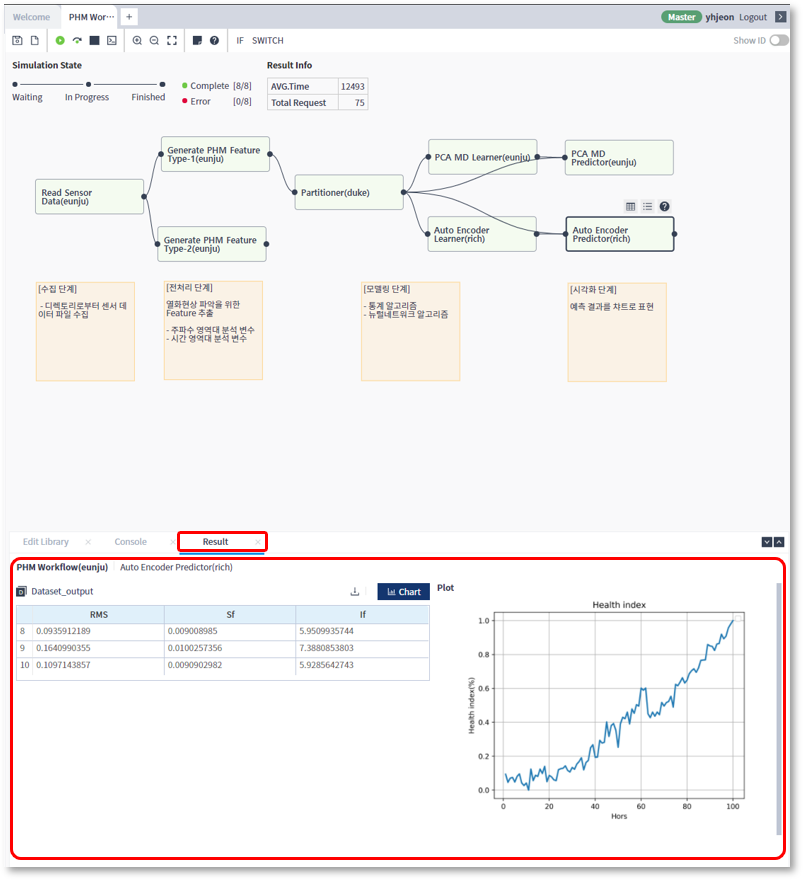 Welcome
PHM Wor···
+
Master
yhjeon
Logout
IF
SWITCH
Show ID
Simulation State
Waiting
In Progress
Finished
Complete [8/8]
Error [0/8]
Result Info
AVG.Time 12493
Total Request 75
Read Sensor
Data(eunju)
Generate PHM Feature
Type-1(eunju)
Generate PHM Feature
Type-2(eunju)
Partitioner(duke)
PCA MD Learner(eunju)
PCA MD
Predictor(eunju)
Auto Encoder
Learner(rich)
Auto Encoder
Predictor(rich)
[수집 단계]
- 디렉토리로부터 센서 데
이터 파일 수집
[전처리 단계]
열화현상 파악을 위한
Feature 추출
- 주파수 영역대 분석 변수
- 시간 영역대 분석 변수
[모델링 단계]
- 통계 알고리즘
- 뉴럴네트워크 알고리즘
[시각화 단계]
예측 결과를 챠트로 표현
Edit Library ×
Console ×
Result ×
PHM Workflow(eunju) Auto Encoder Predictor(rich)
D Dataset_output
Chart
RMS Sf If
8 0.0935912189 0.009008985 5.9509935744
9 0.1640990355 0.0100257356 7.3880853803
10 0.1097143857 0.0090902982 5.9285642743
Plot
Health index
Health index(%)
1.0
0.8
0.6
0.4
0.2
0.0
0 20 40 60 80 100
Hors